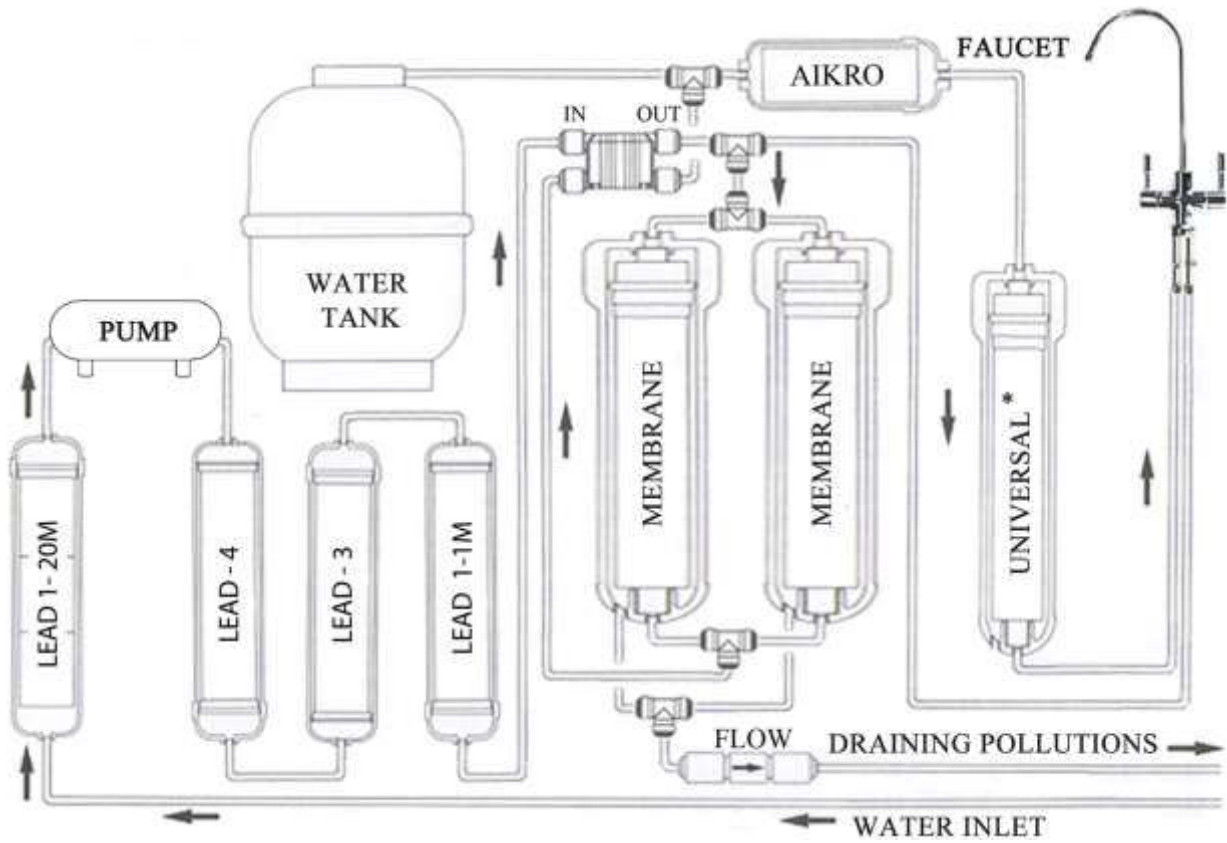 FAUCET
AIKRO
IN
OUT
WATER
TANK
PUMP
MEMBRANE
MEMBRANE
UNIVERSAL *
LEAD 1- 20M
LEAD - 4
LEAD - 3
LEAD 1-1M
FLOW
DRAINING POLLUTIONS
WATER INLET